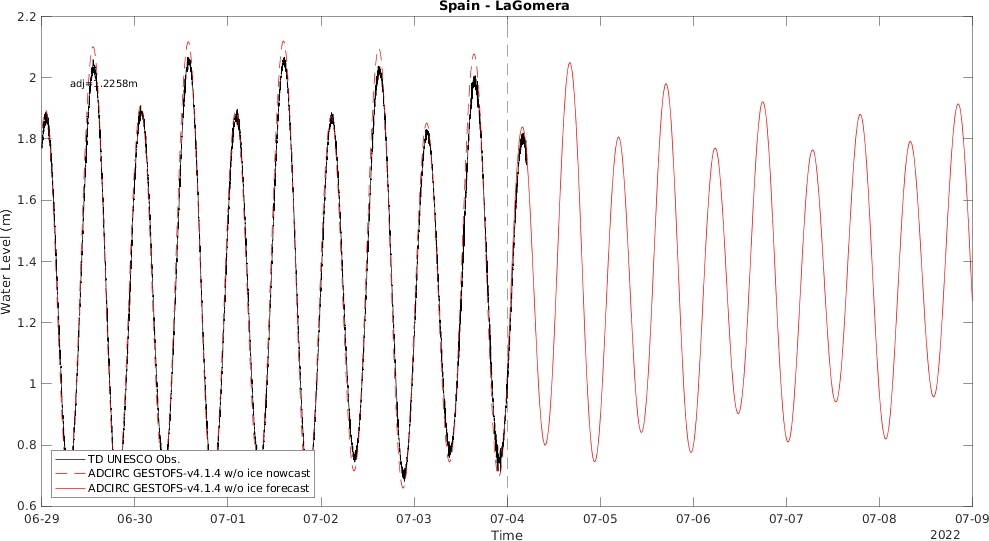 Spain - LaGomera
2.2
2
1.8
1.6
1.4
1.2
1
0.8
0.6
Water Level (m)
adj=1.2258m
TD UNESCO Obs.
ADCIRC GESTOFS-v4.1.4 w/o ice nowcast
ADCIRC GESTOFS-v4.1.4 w/o ice forecast
06-29 06-30 07-01 07-02 07-03 07-04 07-05 07-06 07-07 07-08 07-09
Time
2022